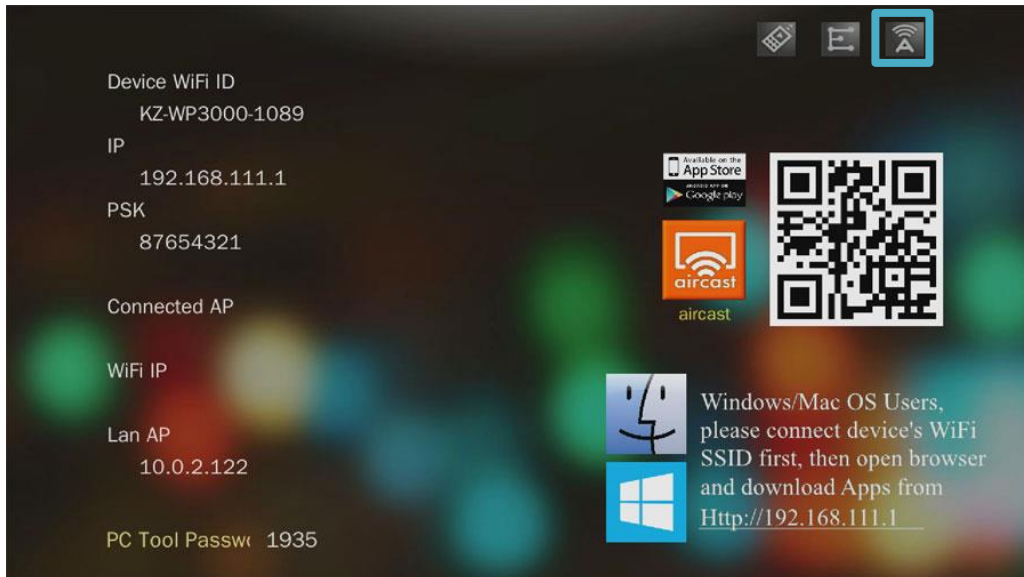 Device WiFi ID
KZ-WP3000-1089
IP
192.168.111.1
PSK
87654321
Connected AP
WiFi IP
Lan AP
10.0.2.122
PC Tool Passw 1935
A
Available on the
App Store
ANDROID APP ON
Google play
aircast
aircast
Windows/Mac OS Users,
please connect device's WiFi
SSID first, then open browser
and download Apps from
Http://192.168.111.1